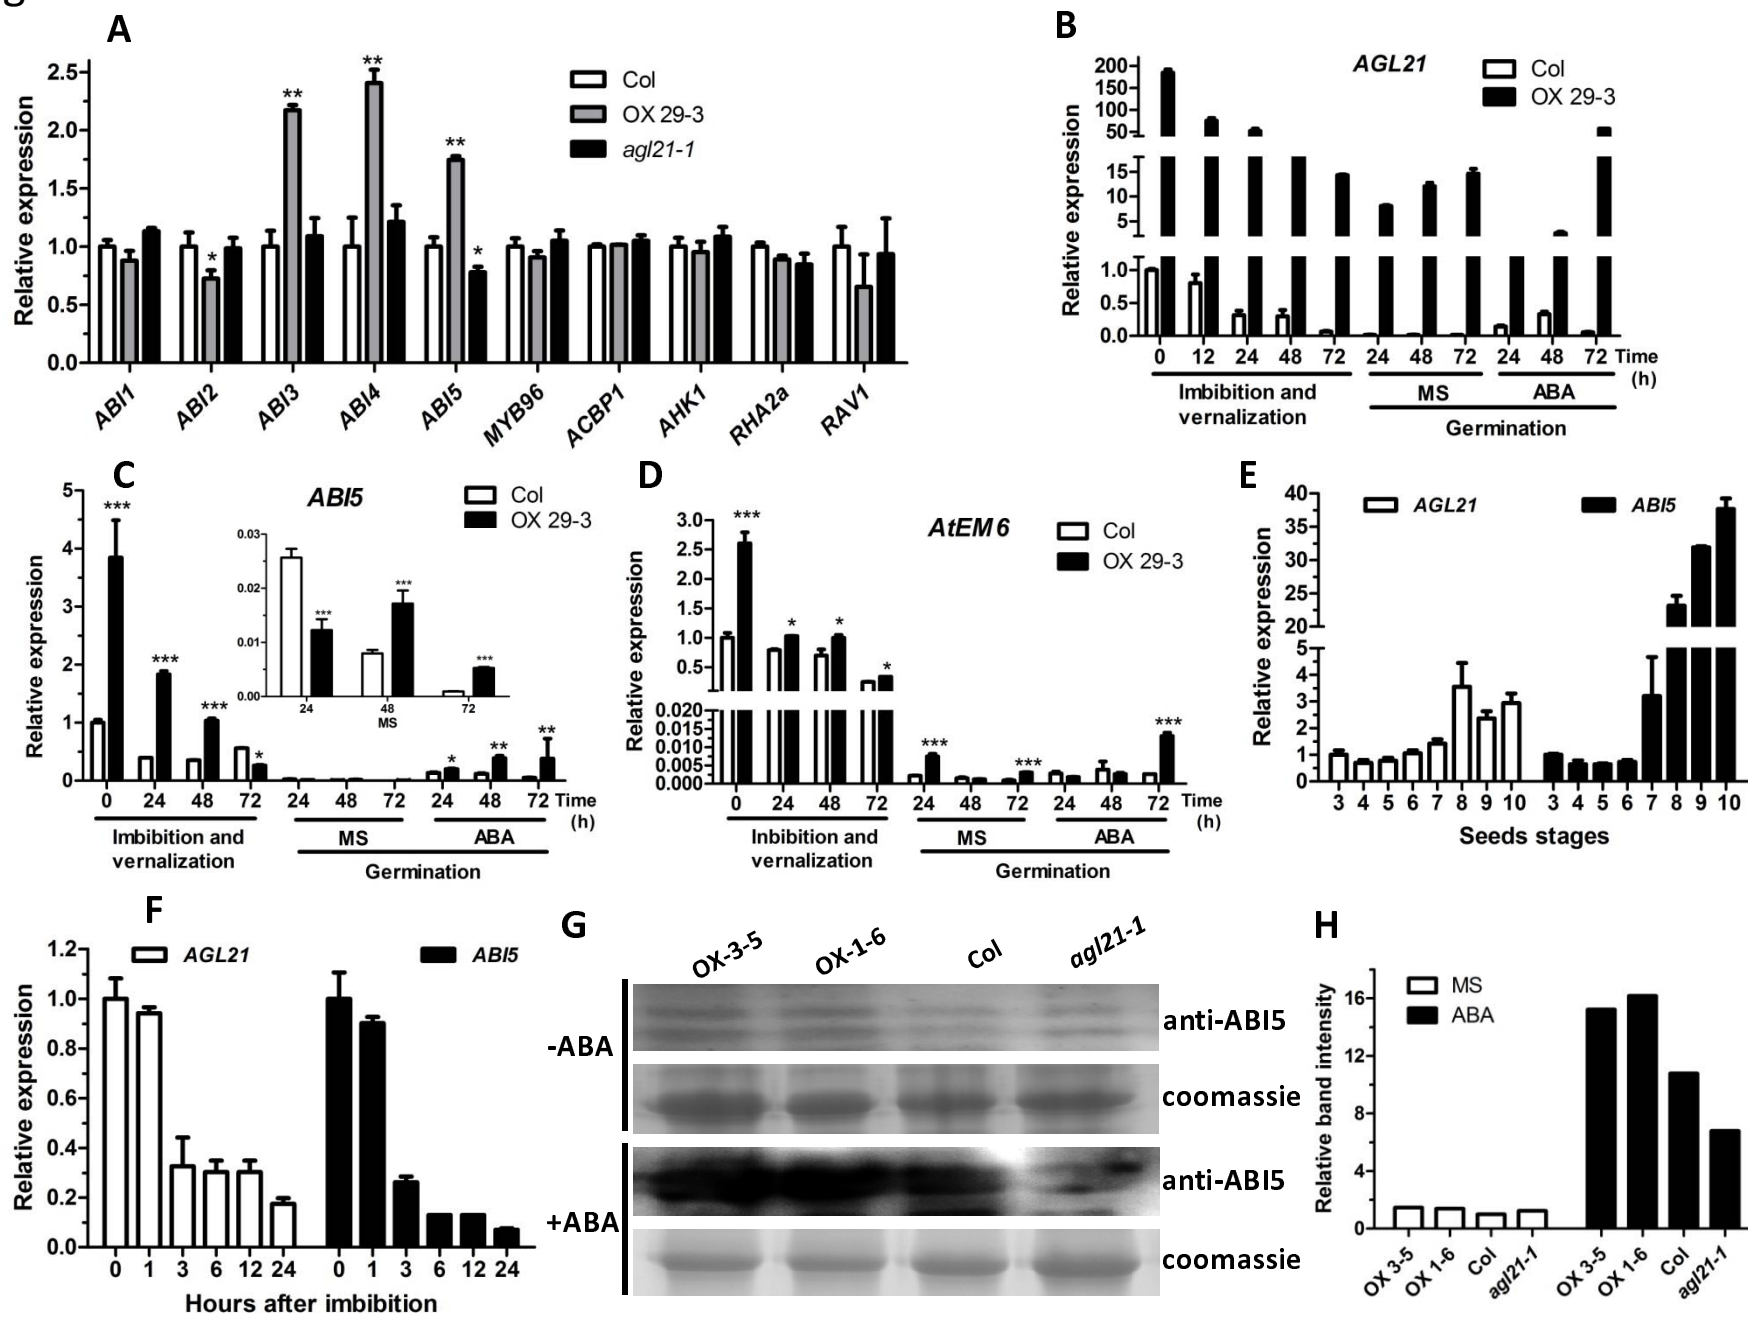 A
Relative expression
2.5
2.0
1.5
1.0
0.5
0.0
** ** **
* *
Col
OX 29-3
agl21-1
ABI1 ABI2 ABI3 ABI4 ABI5 MYB96 ACBP1 AHK1 RHA2a RAV1
B
AGL21
Col
OX 29-3
Relative expression
200
150
100
50
15
10
5
1.0
0.5
0.0
0 12 24 48 72 24 48 72 24 48 72 Time
(h)
Imbibition and
vernalization
MS ABA
Germination
C
ABI5
Col
OX 29-3
Relative expression
5
4
3
2
1
0
*** *** *** * * ** **
0.03
0.02
0.01
0.00
*** *** ***
24 48 72
MS
0 24 48 72 24 48 72 24 48 72 Time
(h)
Imbibition and
vernalization
MS ABA
Germination
D
AtEM6
Col
OX 29-3
Relative expression
3.0
2.5
2.0
1.5
1.0
0.5
0.020
0.015
0.010
0.005
0.000
*** * * * *** *** ***
0 24 48 72 24 48 72 24 48 72 Time
(h)
Inbibition and
vernalization
MS ABA
Germination
E
AGL21 ABI5
Relative expression
40
35
30
25
20
5
4
3
2
1
0
3 4 5 6 7 8 9 10 3 4 5 6 7 8 9 10
Seeds stages
F
AGL21 ABI5
Relative expression
1.2
1.0
0.8
0.6
0.4
0.2
0.0
0 1 3 6 12 24 0 1 3 6 12 24
Hours after imbibition
G
OX-3-5 OX-1-6 Col agl21-1
-ABA
anti-ABI5
coomassie
+ABA
anti-ABI5
coomassie
H
MS
ABA
Relative band intensity
16
12
8
4
0
OX 3-5 OX 1-6 Col agl21-1 OX 3-5 OX 1-6 Col agl21-1